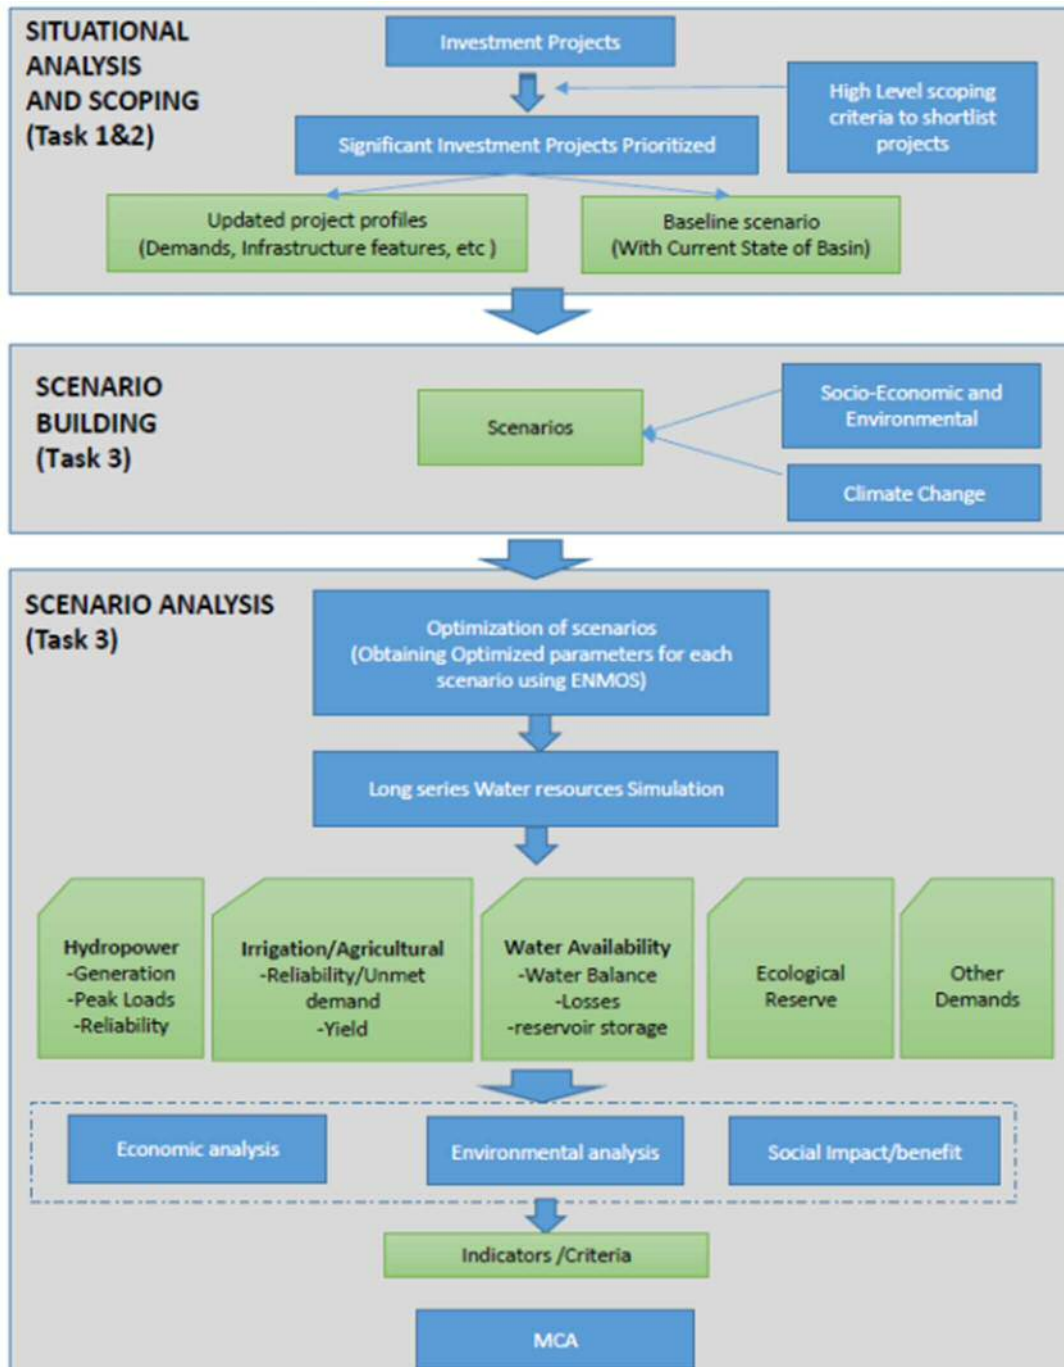 SITUATIONAL
ANALYSIS
AND SCOPING
(Task 1&2)
Investment Projects
High Level scoping
criteria to shortlist
projects
Significant Investment Projects Prioritized
Updated project profiles
(Demands, Infrastructure features, etc )
Baseline scenario
(With Current State of Basin)
SCENARIO
BUILDING
(Task 3)
Scenarios
Socio-Economic and
Environmental
Climate Change
SCENARIO ANALYSIS
(Task 3)
Optimization of scenarios
(Obtaining Optimized parameters for each
scenario using ENMOS)
Long series Water resources Simulation
Hydropower
-Generation
-Peak Loads
-Reliability
Irrigation/Agricultural
-Reliability/Unmet
demand
-Yield
Water Availability
-Water Balance
-Losses
-reservoir storage
Ecological
Reserve
Other
Demands
Economic analysis
Environmental analysis
Social Impact/benefit
Indicators /Criteria
MCA